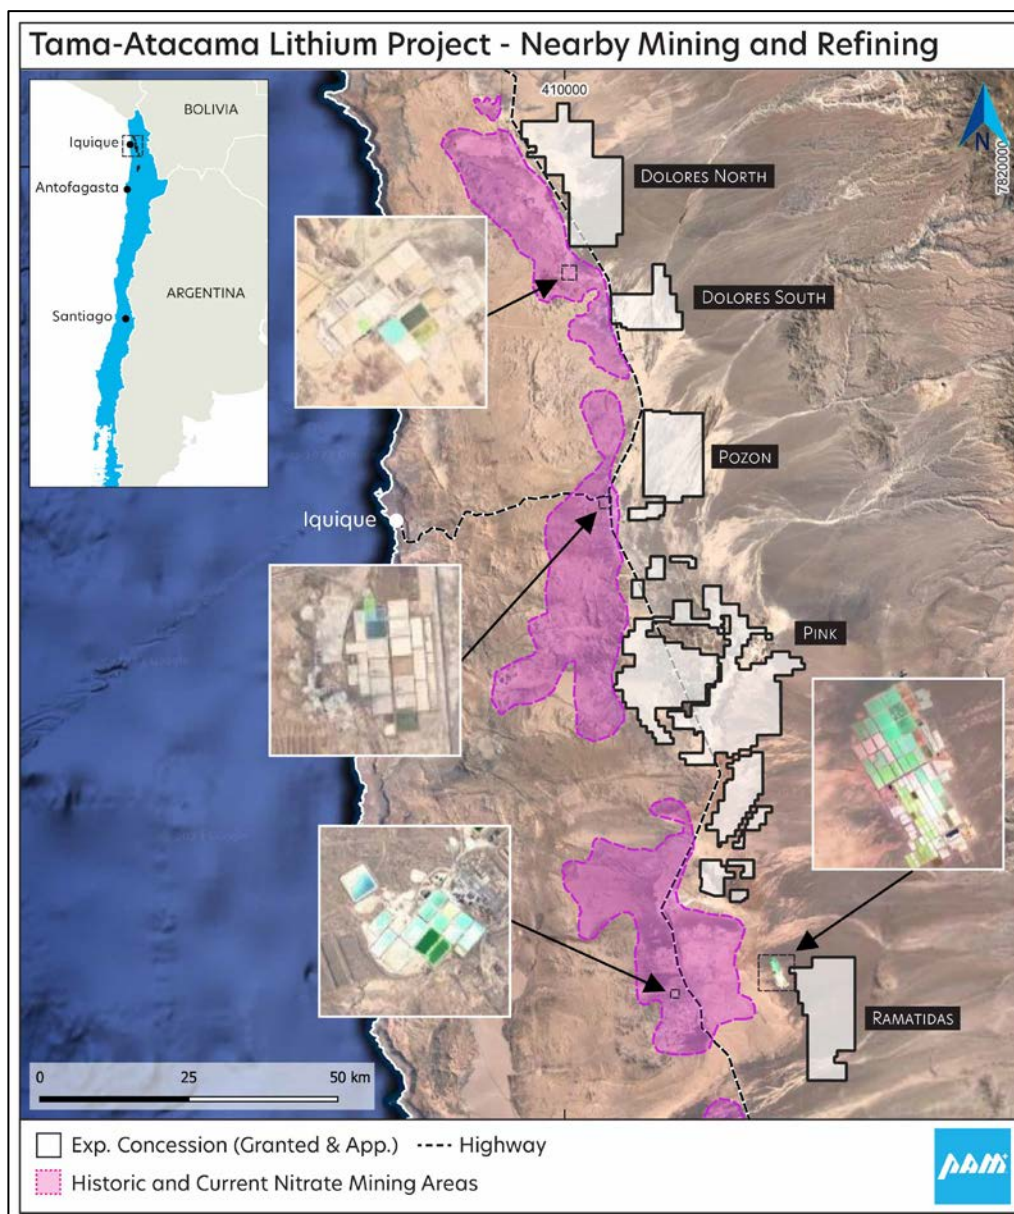 Tama-Atacama Lithium Project - Nearby Mining and Refining
410000
7820000
N
BOLIVIA
Iquique
Antofagasta
ARGENTINA
Santiago
DOLORES NORTH
DOLORES SOUTH
POZON
Iquique
PINK
RAMATIDAS
0 25 50 km
Exp. Concession (Granted & App.) Highway
Historic and Current Nitrate Mining Areas
PAM